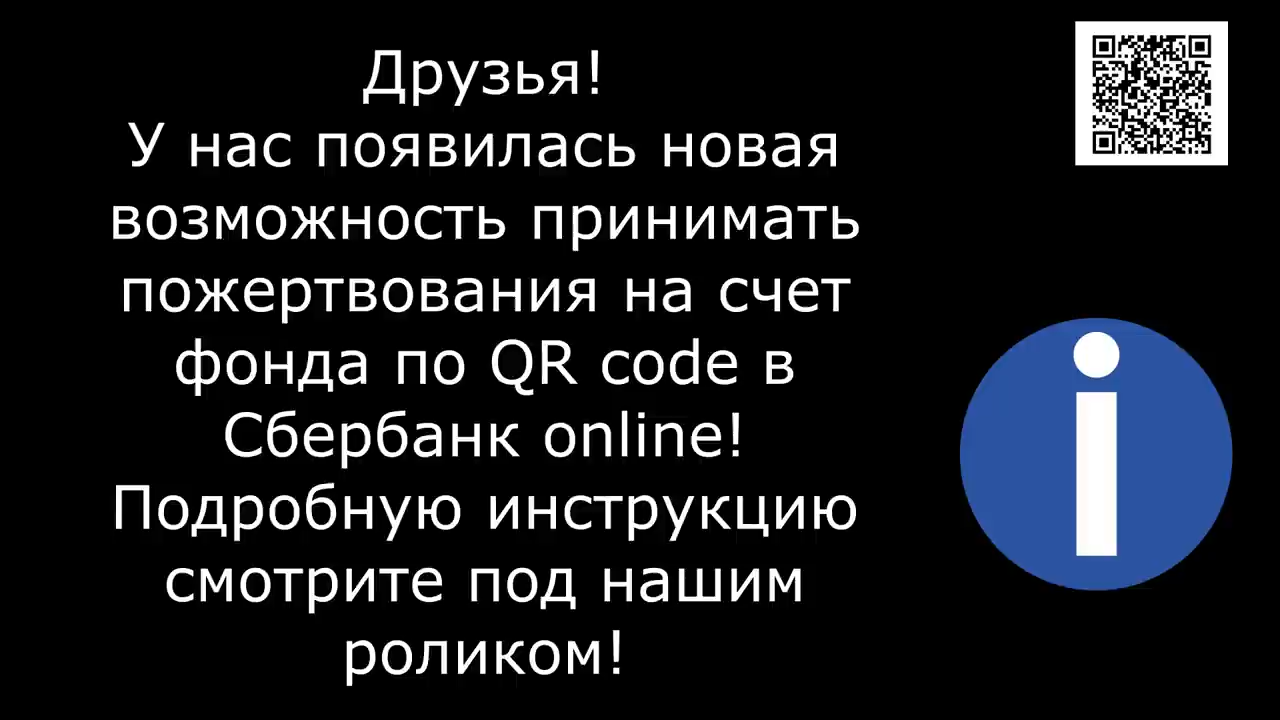 Друзья!
У нас появилась новая
возможность принимать
пожертвования на счет
фонда по QR code в
Сбербанк online!
Подробную инструкцию
смотрите под нашим
роликом!